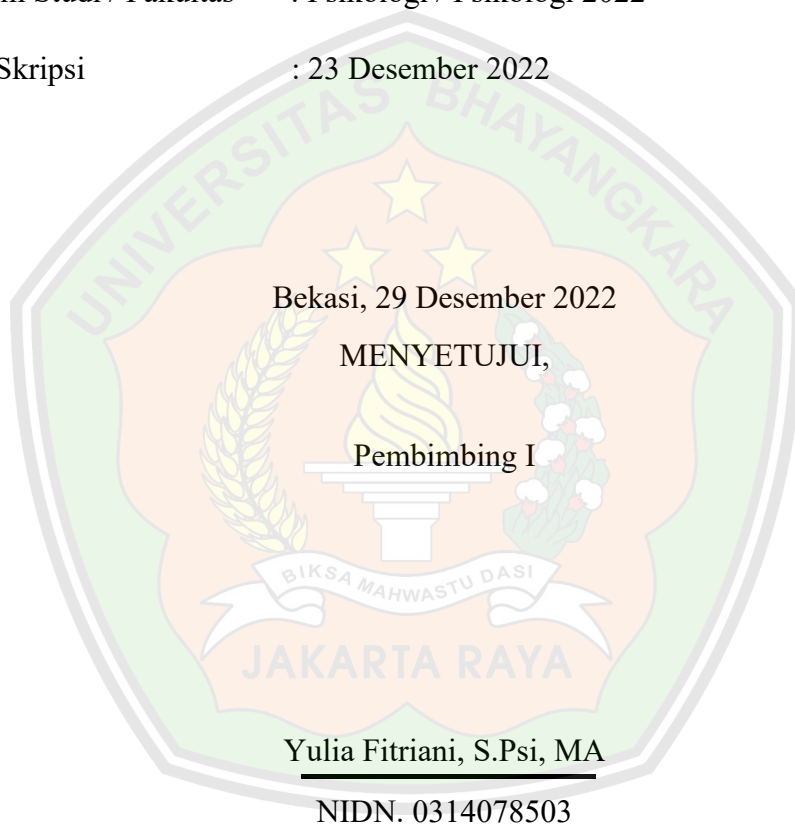 Studi / Fakultas : Psikologi / Psikologi 2022
Skripsi : 23 Desember 2022
UNIVERSITAS BHAYANGKARA
Bekasi, 29 Desember 2022
MENYETUJUI,
Pembimbing I
BIKSA MAHWASTU DASI
JAKARTA RAYA
Yulia Fitriani, S.Psi, MA
NIDN. 0314078503